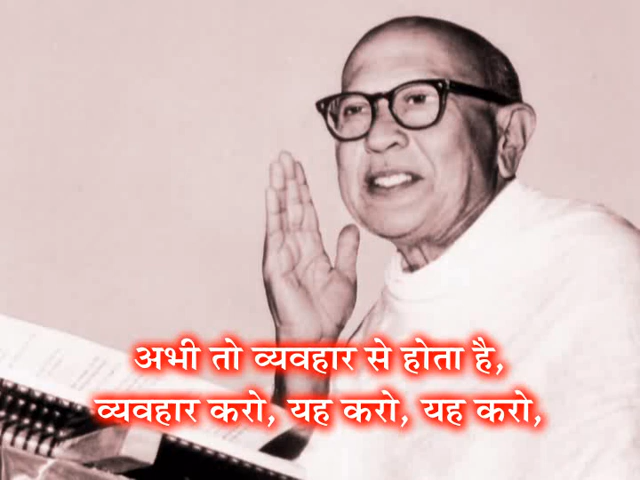 अभी तो व्यवहार से होता है,
व्यवहार करो, यह करो, यह करो,